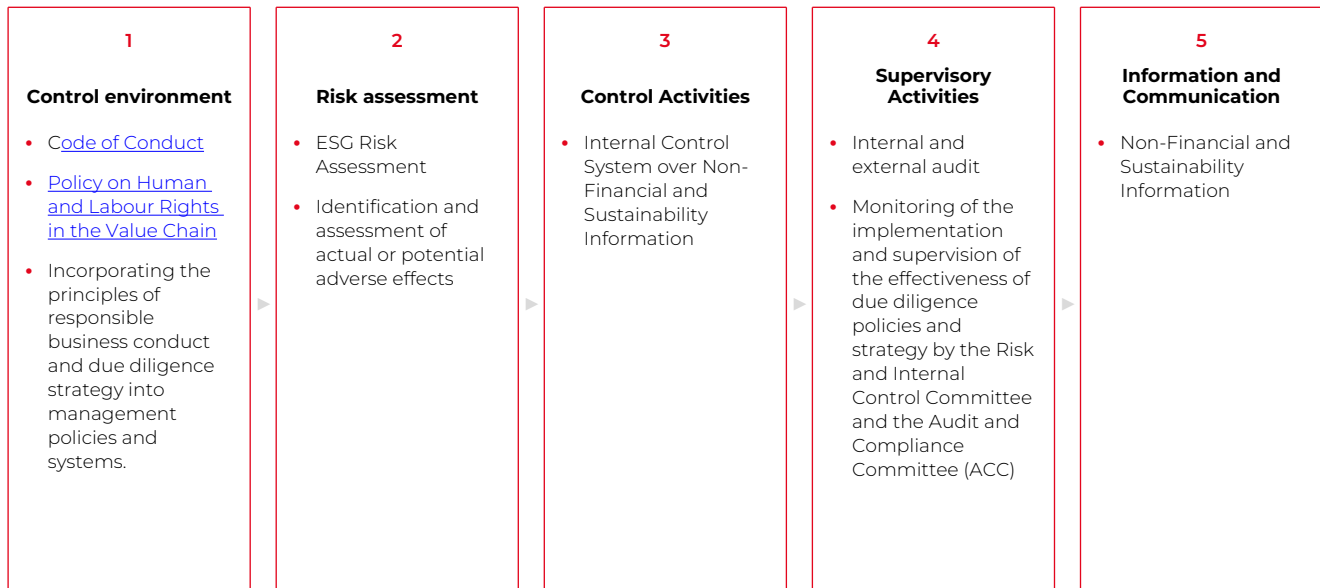 1
Control environment
• Code of Conduct
• Policy on Human
and Labour Rights
in the Value Chain
• Incorporating the
principles of
responsible
business conduct
and due diligence
strategy into
management
policies and
systems.
2
Risk assessment
• ESG Risk
Assessment
• Identification and
assessment of
actual or potential
adverse effects
3
Control Activities
• Internal Control
System over Non-
Financial and
Sustainability
Information
4
Supervisory
Activities
• Internal and
external audit
• Monitoring of the
implementation
and supervision of
the effectiveness of
due diligence
policies and
strategy by the Risk
and Internal
Control Committee
and the Audit and
Compliance
Committee (ACC)
5
Information and
Communication
• Non-Financial and
Sustainability
Information